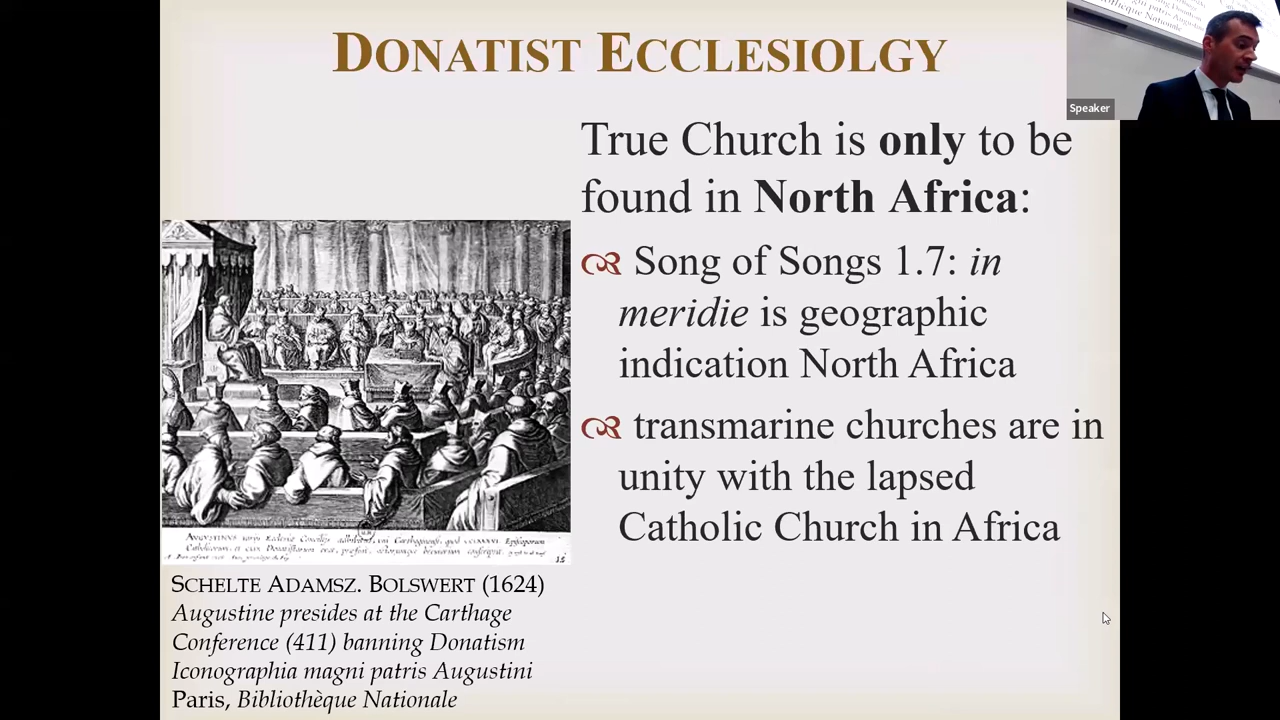 DONATIST ECCLESIOLGY
Speaker
True Church is only to be
found in North Africa:
Song of Songs 1.7: in
meridie is geographic
indication North Africa
transmarine churches are in
unity with the lapsed
Catholic Church in Africa
SCHELTE ADAMSZ. BOLSWERT (1624)
Augustine presides at the Carthage
Conference (411) banning Donatism
Iconographia magni patris Augustini
Paris, Bibliothèque Nationale